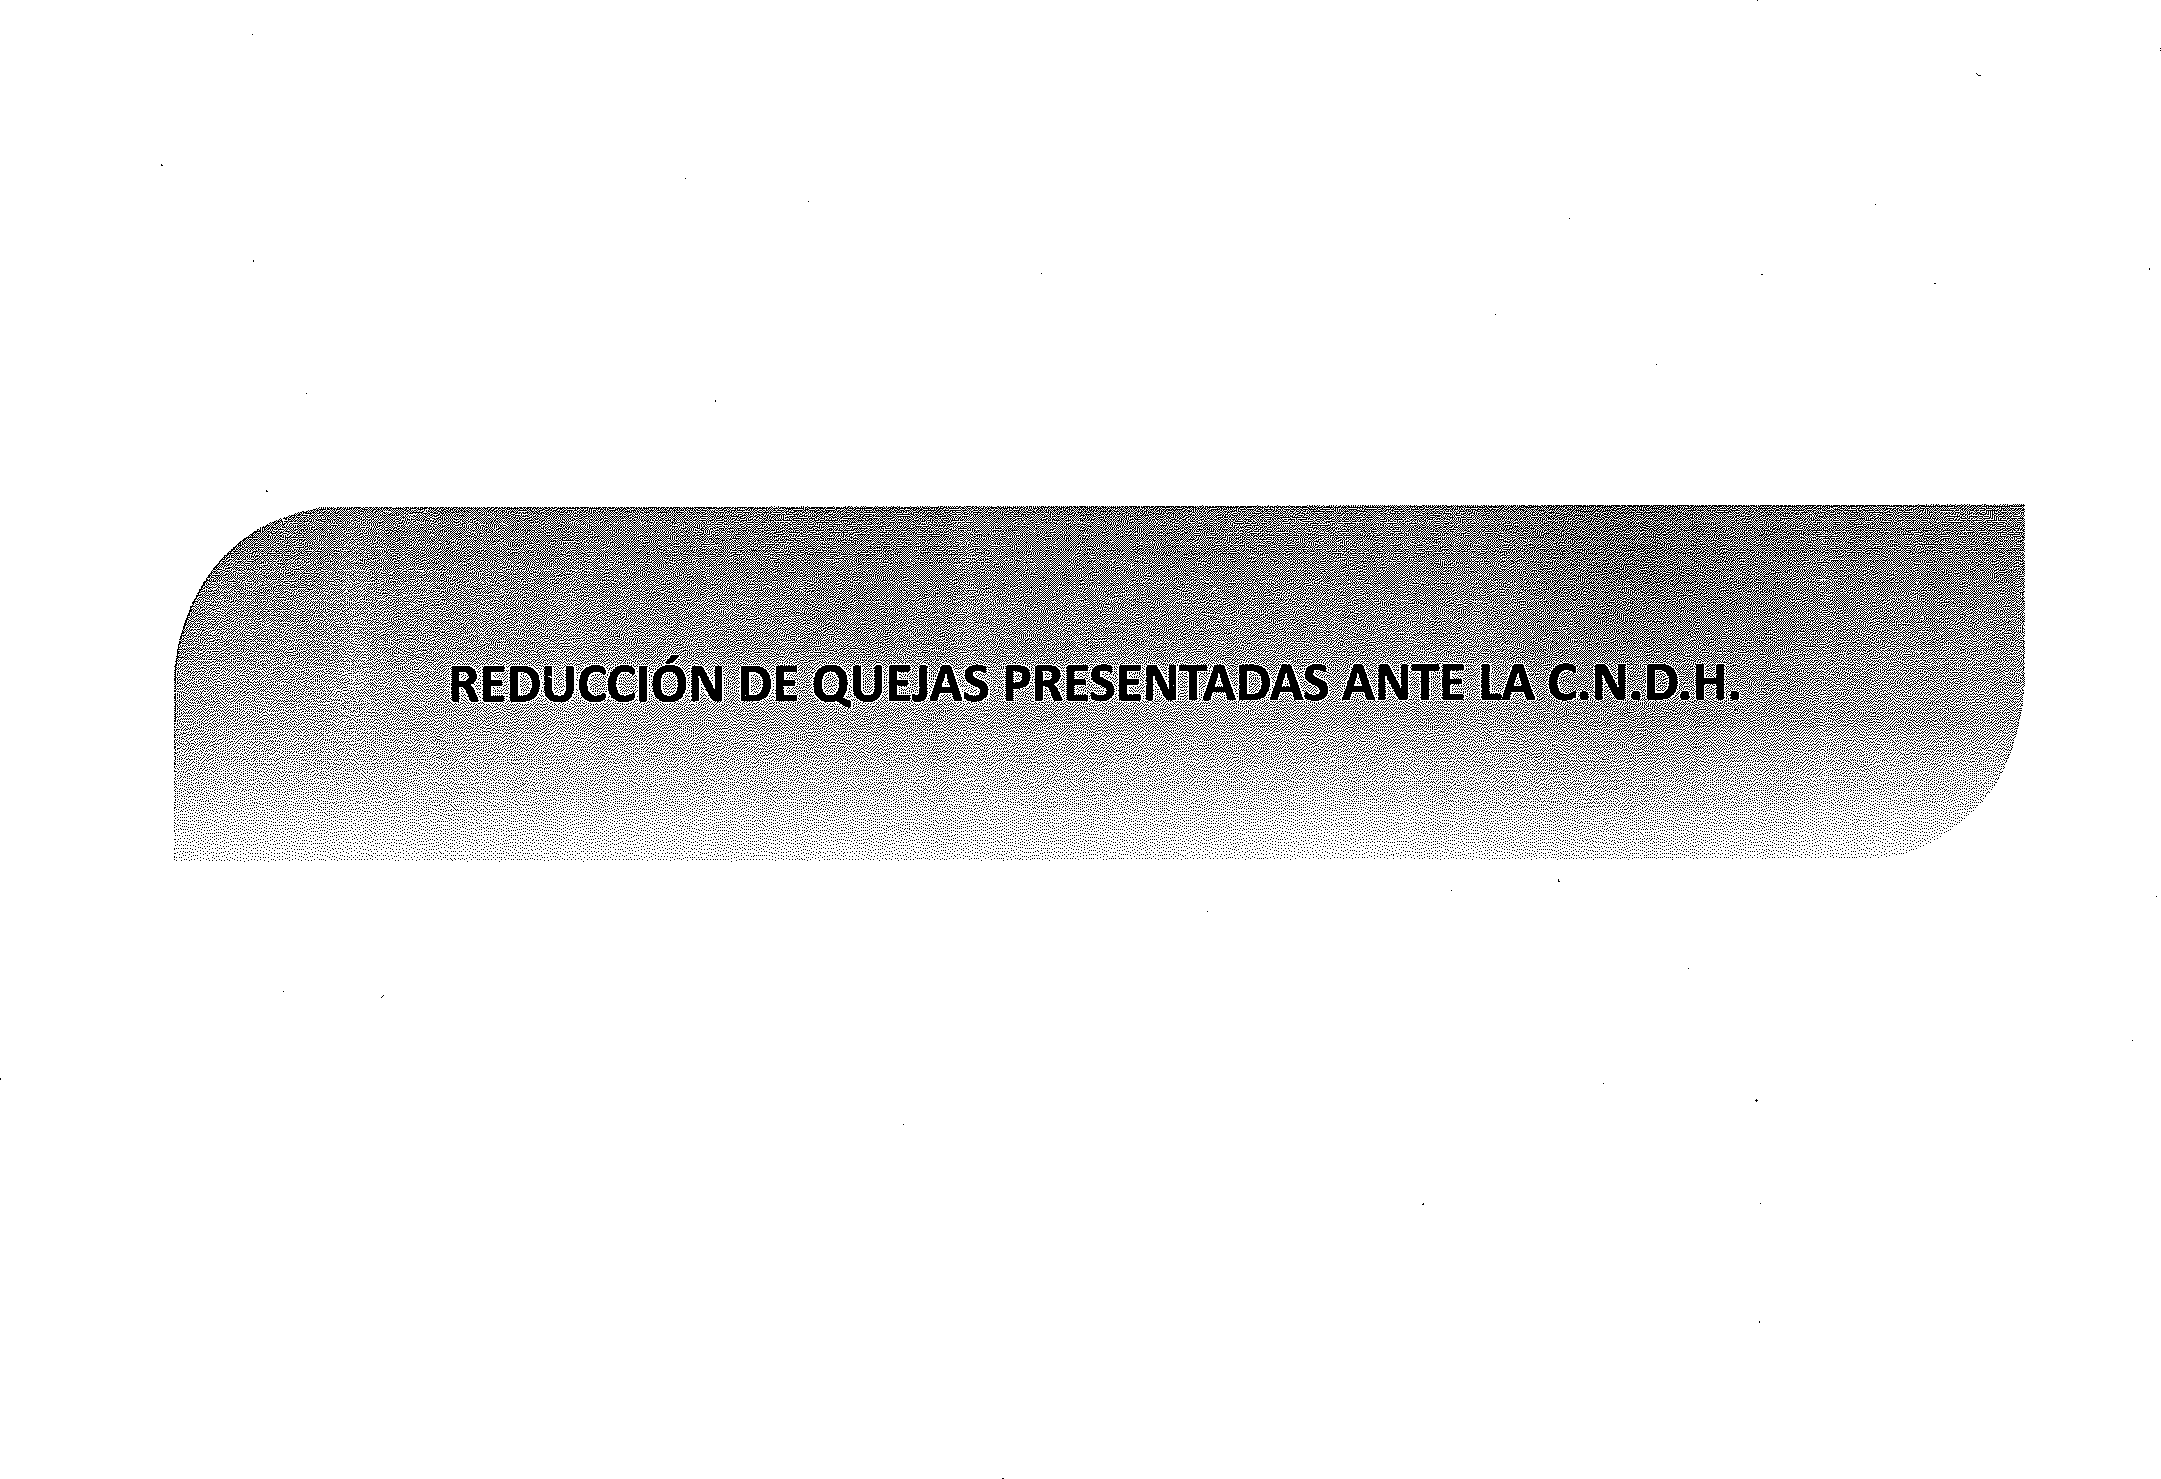 REDUCCIÓN DE QUEJAS PRESENTADAS ANTE LA C.N.D.H.